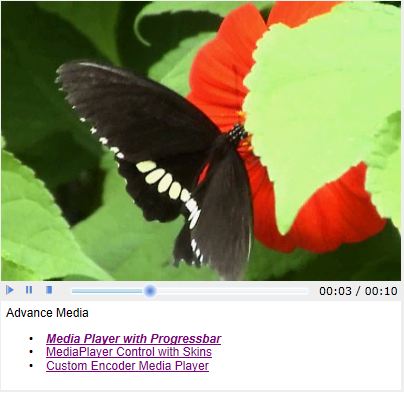 00:03 / 00:10
Advance Media
• Media Player with Progressbar
• MediaPlayer Control with Skins
• Custom Encoder Media Player